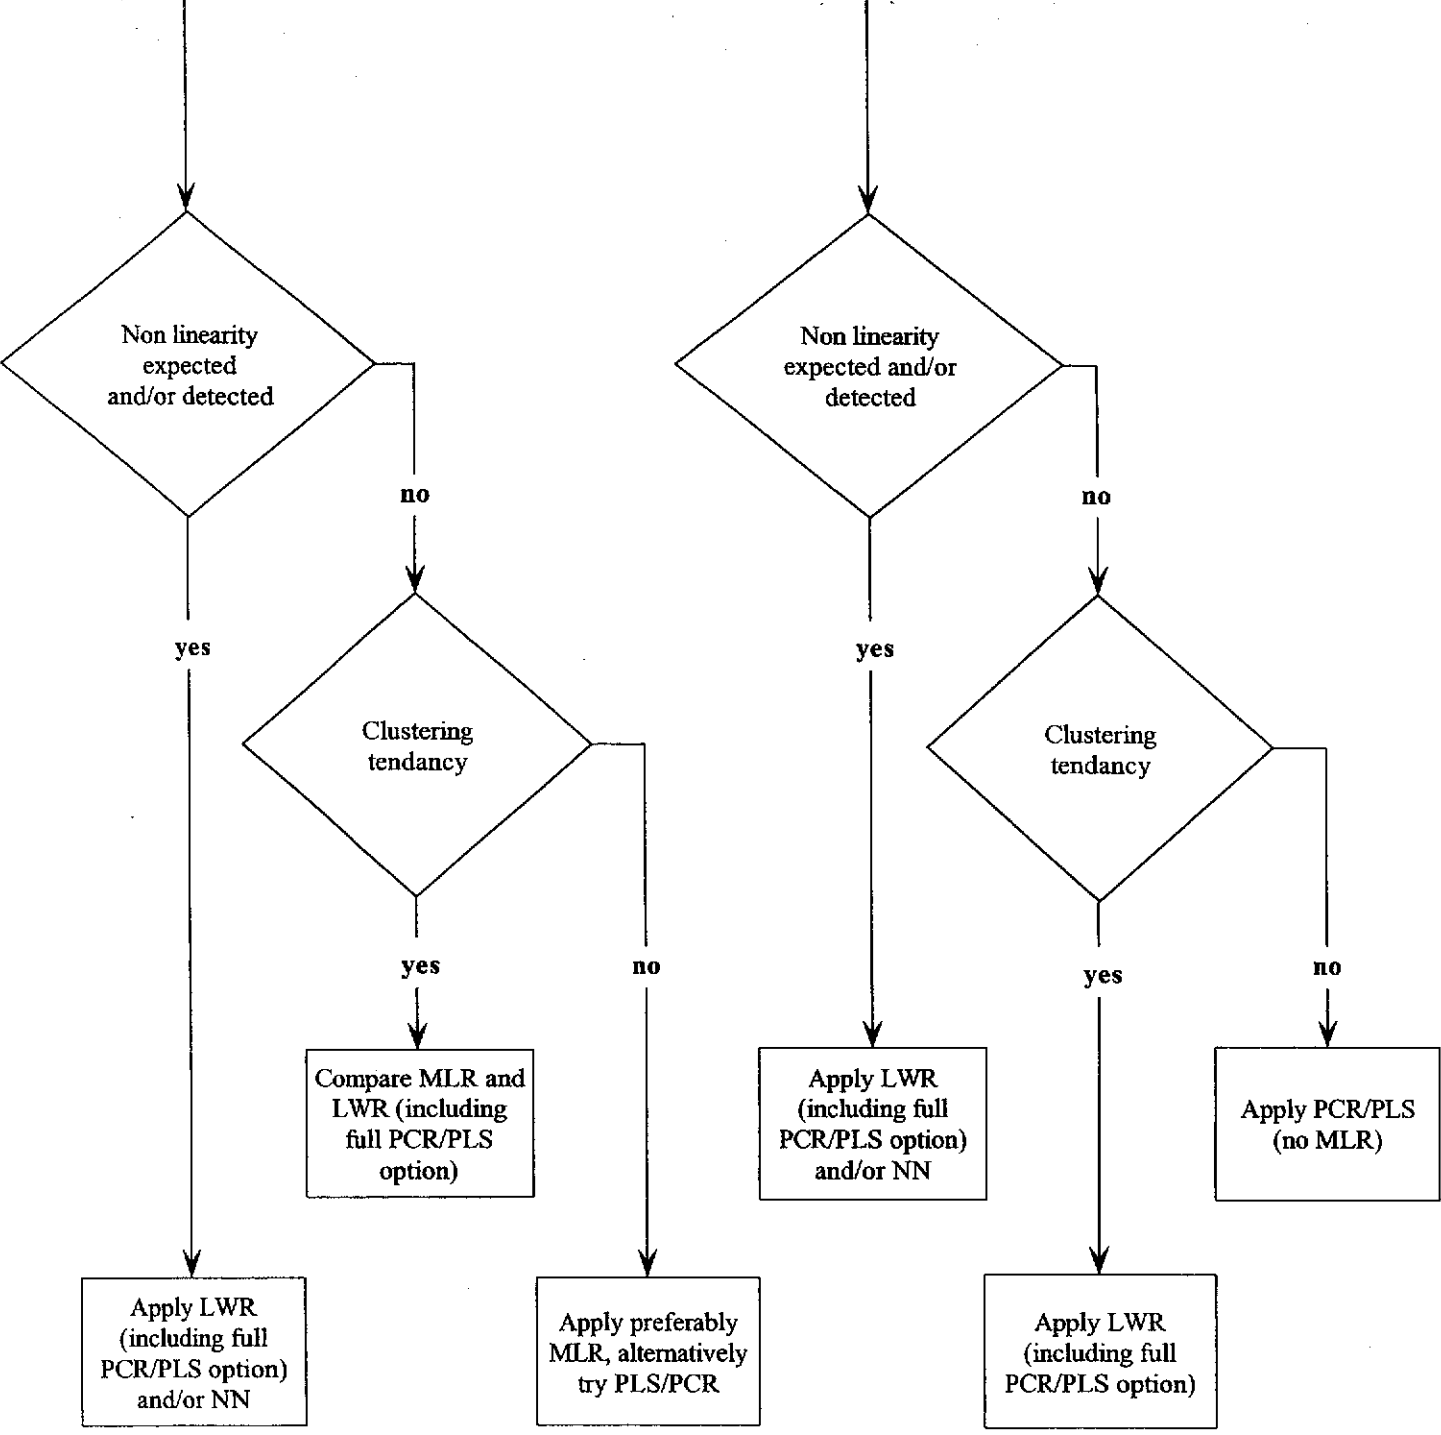 Non linearity
expected
and/or detected
no
yes
Clustering
tendancy
yes
no
Compare MLR and
LWR (including
full PCR/PLS
option)
Apply LWR
(including full
PCR/PLS option)
and/or NN
Apply preferably
MLR, alternatively
try PLS/PCR
Non linearity
expected and/or
detected
no
yes
Clustering
tendancy
yes
no
Apply LWR
(including full
PCR/PLS option)
and/or NN
Apply PCR/PLS
(no MLR)
Apply LWR
(including full
PCR/PLS option)